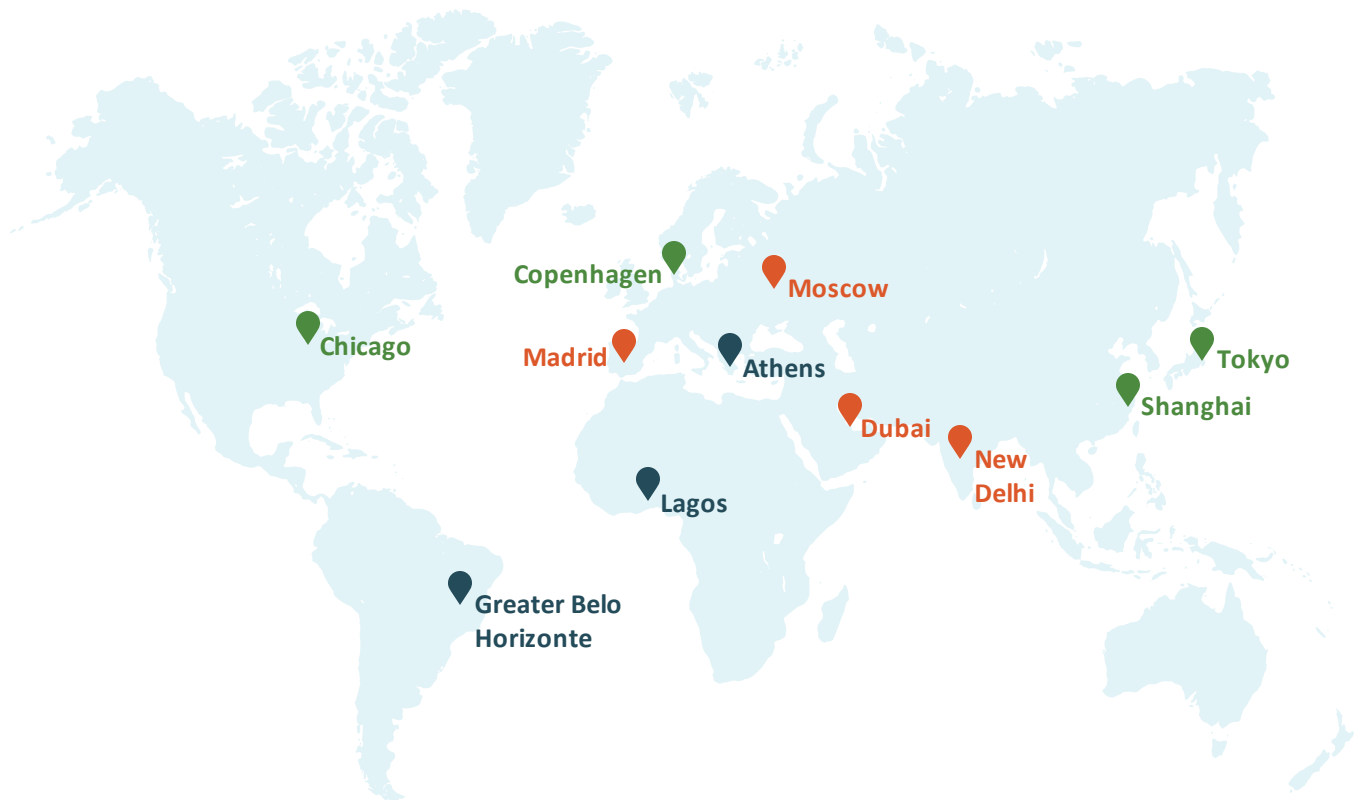 Copenhagen
Moscow
Chicago
Madrid
Athens
Tokyo
Shanghai
Dubai
New
Delhi
Lagos
Greater Belo
Horizonte